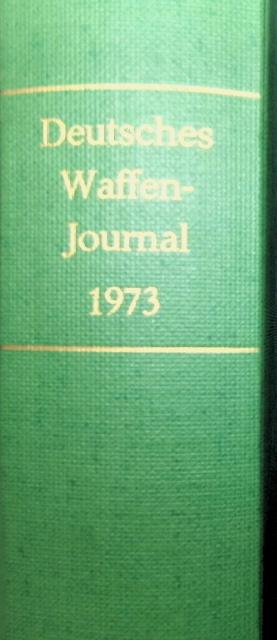 Deutsches
Waffen-
Journal
1973